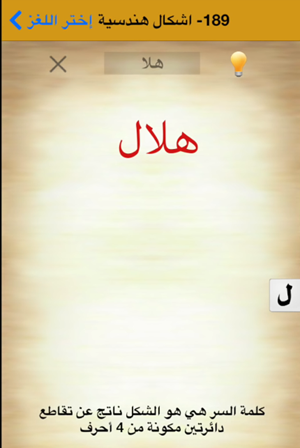 189- اشكال هندسية
إختر اللغز
هلا
هلال
ل
كلمة السر هي هو الشكل ناتج عن تقاطع
دائرتين مكونة من 4 أحرف